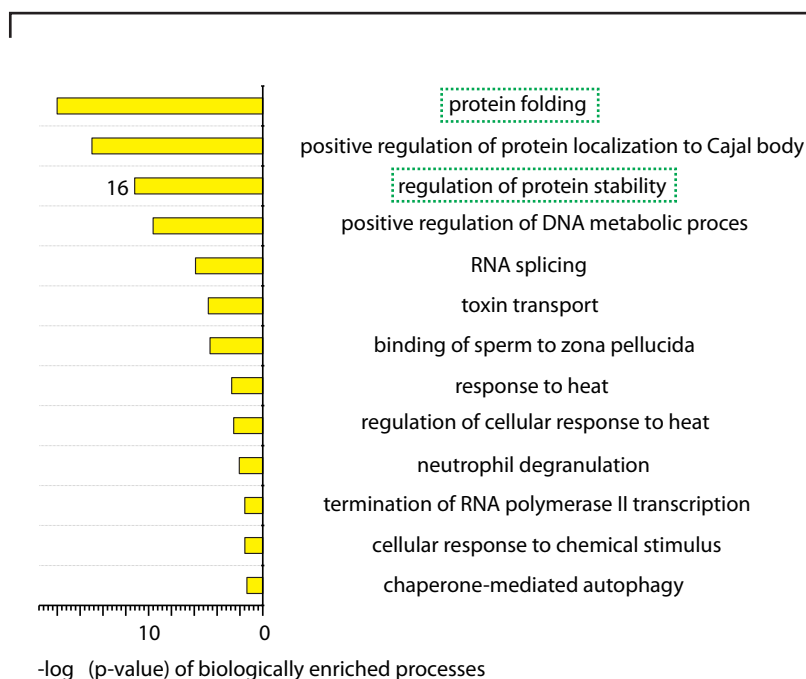 protein folding
positive regulation of protein localization to Cajal body
16 regulation of protein stability
positive regulation of DNA metabolic proces
RNA splicing
toxin transport
binding of sperm to zona pellucida
response to heat
regulation of cellular response to heat
neutrophil degranulation
termination of RNA polymerase II transcription
cellular response to chemical stimulus
chaperone-mediated autophagy
10 0
-log (p-value) of biologically enriched processes